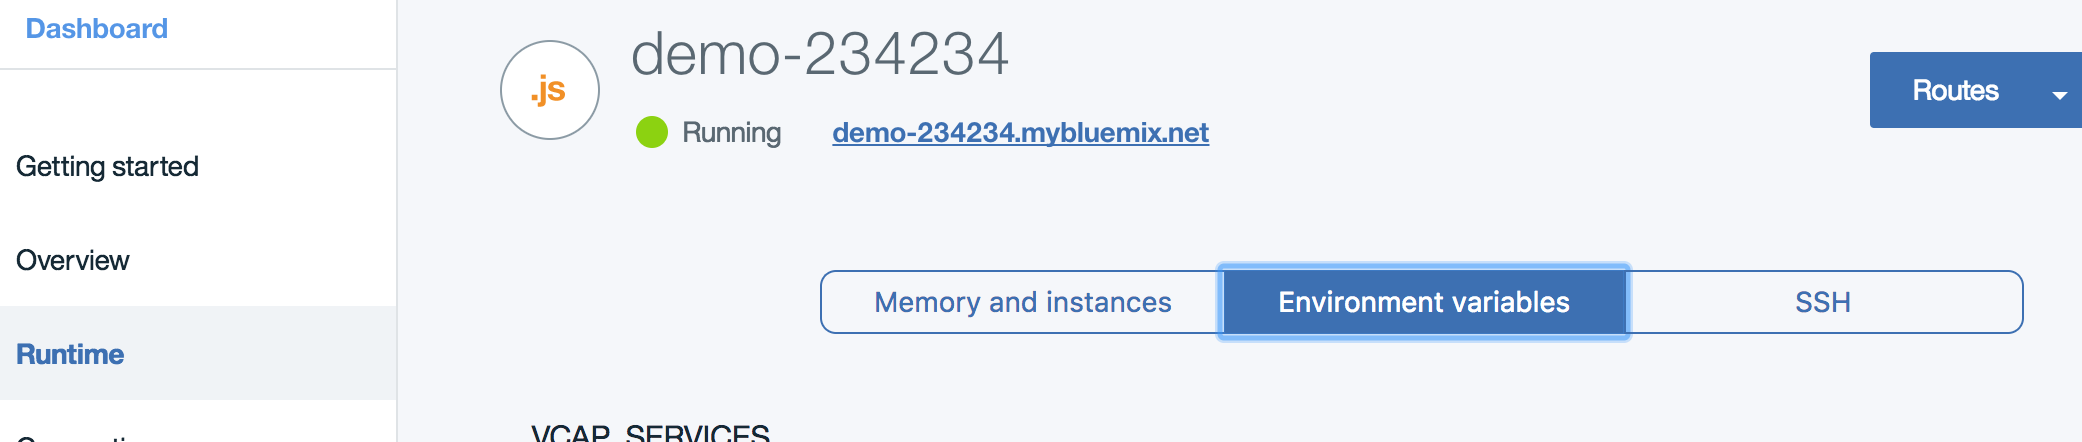 Dashboard
Getting started
Overview
Runtime
.js
demo-234234
Running
demo-234234.mybluemix.net
Routes
Memory and instances
Environment variables
SSH
VCAP_SERVICES